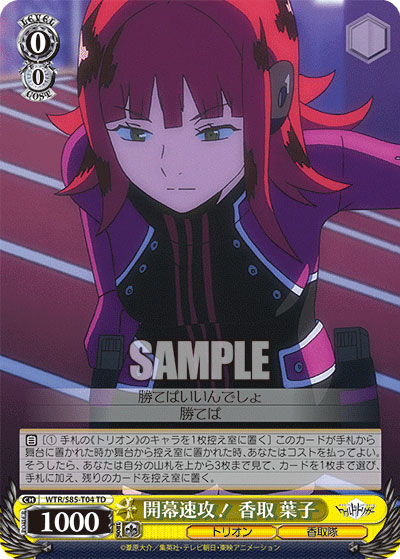 LEVEL
0
0
COST
SAMPLE
勝てばいいんでしょ
勝てば
自[① 手札の《トリオン》のキャラを1枚控え室に置く] このカードが手札から
舞台に置かれた時か舞台から控え室に置かれた時、あなたはコストを払ってよい。
そうしたら、あなたは自分の山札を上から3枚まで見て、カードを1枚まで選び、
手札に加え、残りのカードを控え室に置く。
CH WTR/S85-T04 TD
1000
開幕速攻! 香取 葉子
トリオン 香取隊
©葦原大介/集英社・テレビ朝日・東映アニメーション